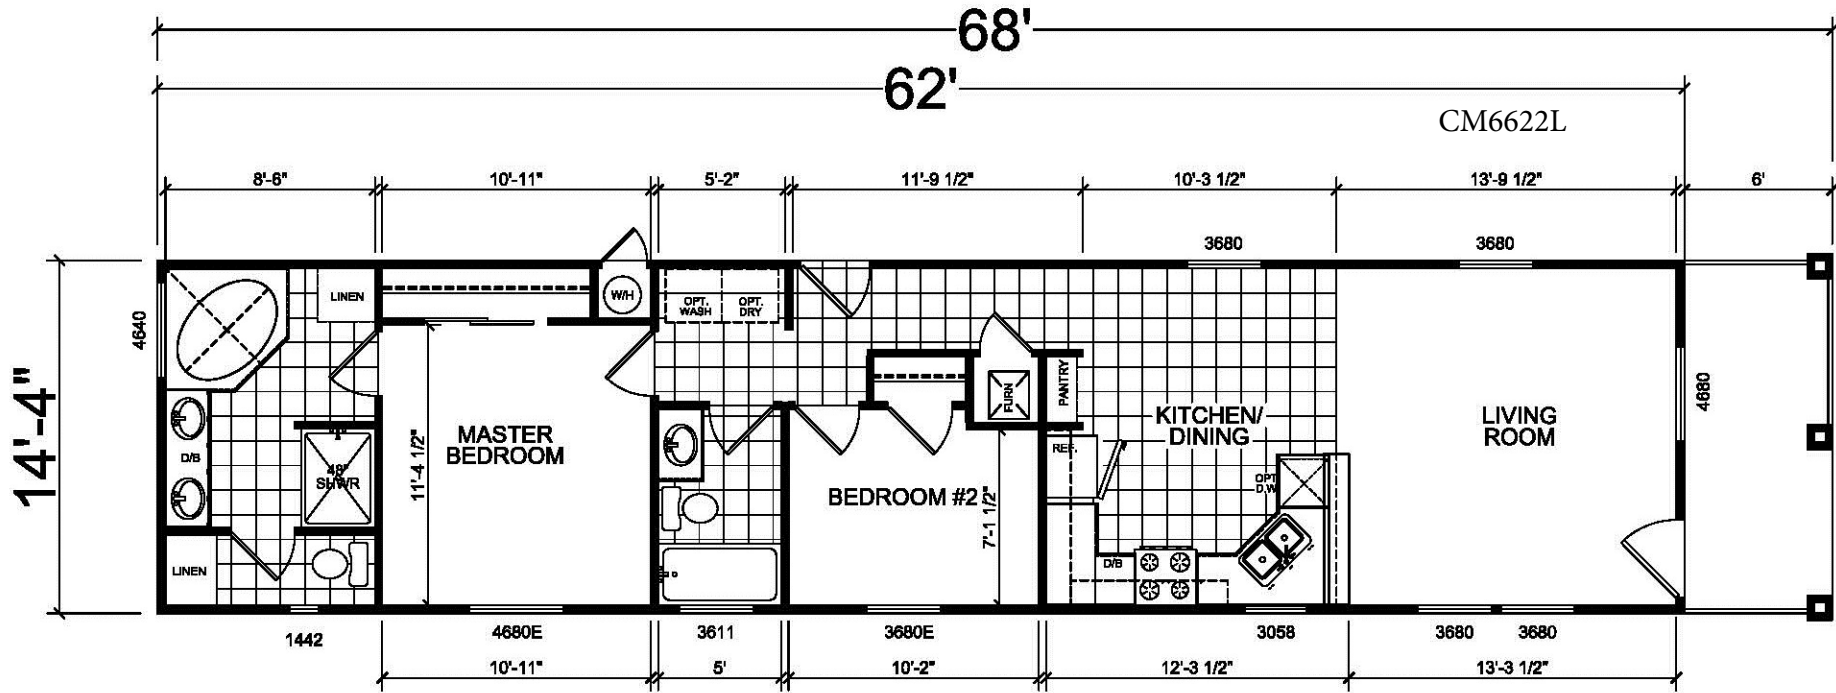 68'
62'
CM6622L
8'-6"
10'-11"
5'-2"
11'-9 1/2"
10'-3 1/2"
13'-9 1/2"
6'
3680
3680
14'-4"
4640
LINEN
W/H
OPT.
WASH
OPT.
DRY
FURN
PANTRY
4680
D/B
48"
SHWR
MASTER
BEDROOM
11'-4 1/2"
BEDROOM #2
7'-1 1/2"
REF.
KITCHEN/
DINING
OPT
D.W
LIVING
ROOM
LINEN
D/B
1442
4680E
3611
3680E
3058
3680
3680
10'-11"
5'
10'-2"
12'-3 1/2"
13'-3 1/2"